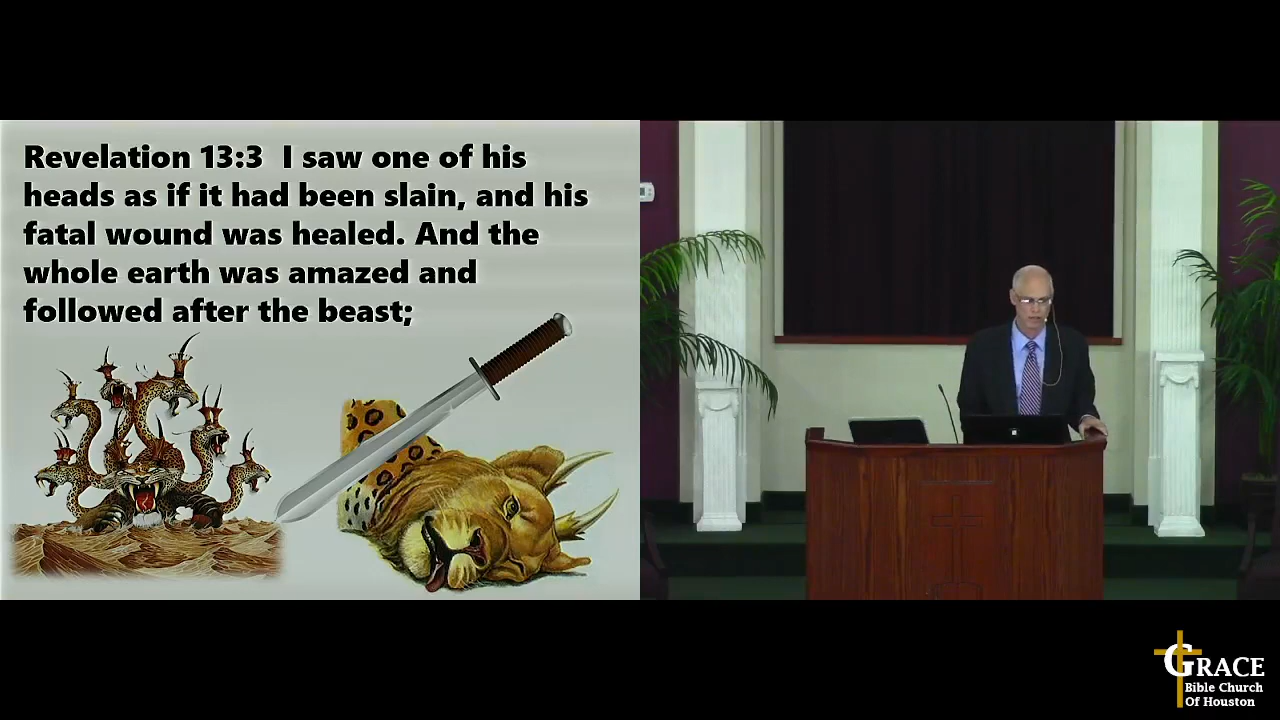 Revelation 13:3  I saw one of his
heads as if it had been slain, and his
fatal wound was healed. And the
whole earth was amazed and
followed after the beast;
GRACE
Bible Church
Of Houston